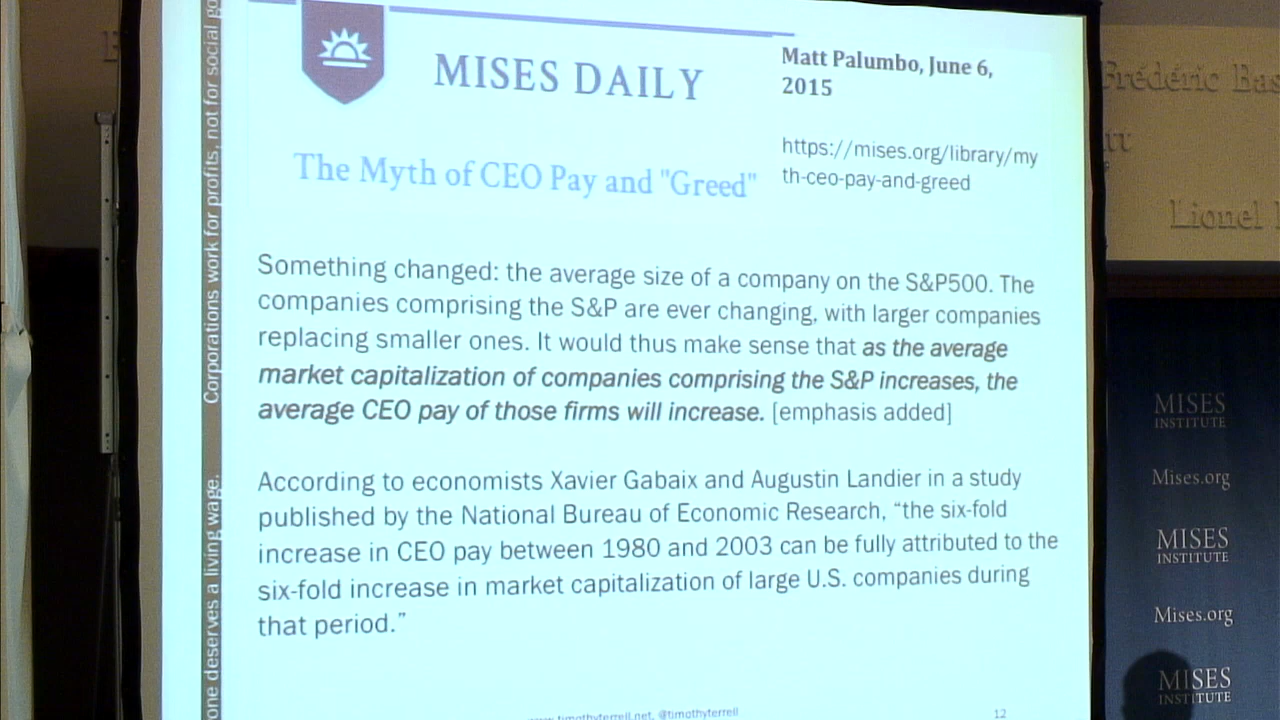 MISES DAILY
Matt Palumbo, June 6,
2015
https://mises.org/library/my
th-ceo-pay-and-greed
The Myth of CEO Pay and "Greed"
Something changed: the average size of a company on the S&P500. The
companies comprising the S&P are ever changing, with larger companies
replacing smaller ones. It would thus make sense that as the average
market capitalization of companies comprising the S&P increases, the
average CEO pay of those firms will increase. [emphasis added]
According to economists Xavier Gabaix and Augustin Landier in a study
published by the National Bureau of Economic Research, “the six-fold
increase in CEO pay between 1980 and 2003 can be fully attributed to the
six-fold increase in market capitalization of large U.S. companies during
that period.”
timothyterrell.net, @timothyterrell
12
one deserves a living wage.
Corporations work for profits, not for social
Frédéric
Lionel
MISES
INSTITUTE
Mises.org
MISES
INSTITUTE
Mises.org
MISES
INSTITUTE